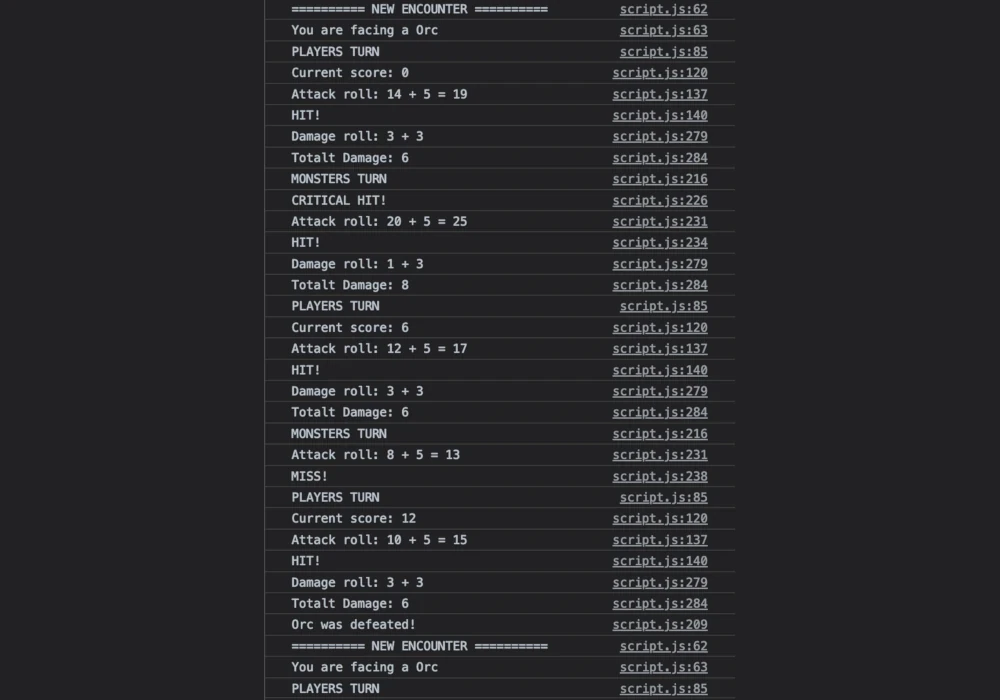 ========== NEW ENCOUNTER ========== script.js:62
You are facing a Orc script.js:63
PLAYERS TURN script.js:85
Current score: 0 script.js:120
Attack roll: 14 + 5 = 19 script.js:137
HIT! script.js:140
Damage roll: 3 + 3 script.js:279
Totalt Damage: 6 script.js:284
MONSTERS TURN script.js:216
CRITICAL HIT! script.js:226
Attack roll: 20 + 5 = 25 script.js:231
HIT! script.js:234
Damage roll: 1 + 3 script.js:279
Totalt Damage: 8 script.js:284
PLAYERS TURN script.js:85
Current score: 6 script.js:120
Attack roll: 12 + 5 = 17 script.js:137
HIT! script.js:140
Damage roll: 3 + 3 script.js:279
Totalt Damage: 6 script.js:284
MONSTERS TURN script.js:216
Attack roll: 8 + 5 = 13 script.js:231
MISS! script.js:238
PLAYERS TURN script.js:85
Current score: 12 script.js:120
Attack roll: 10 + 5 = 15 script.js:137
HIT! script.js:140
Damage roll: 3 + 3 script.js:279
Totalt Damage: 6 script.js:284
Orc was defeated! script.js:209
========== NEW ENCOUNTER ========== script.js:62
You are facing a Orc script.js:63
PLAYERS TURN script.js:85